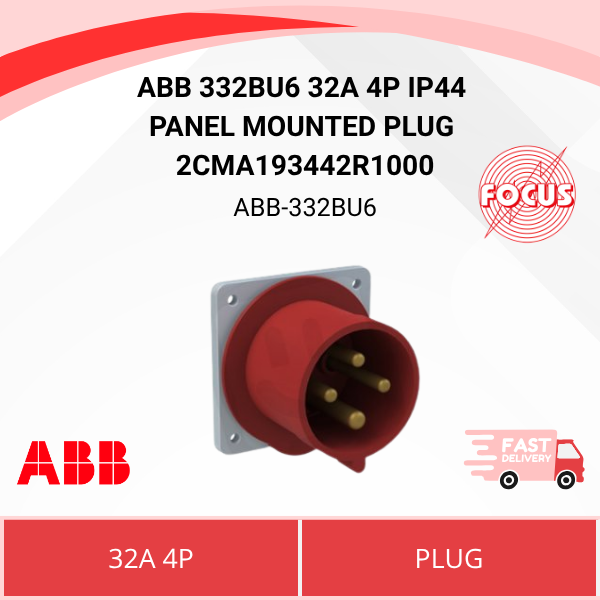 ABB 332BU6 32A 4P IP44
PANEL MOUNTED PLUG
2CMA193442R1000
ABB-332BU6
FOCUS
ABB
FAST
DELIVERY
32A 4P
PLUG